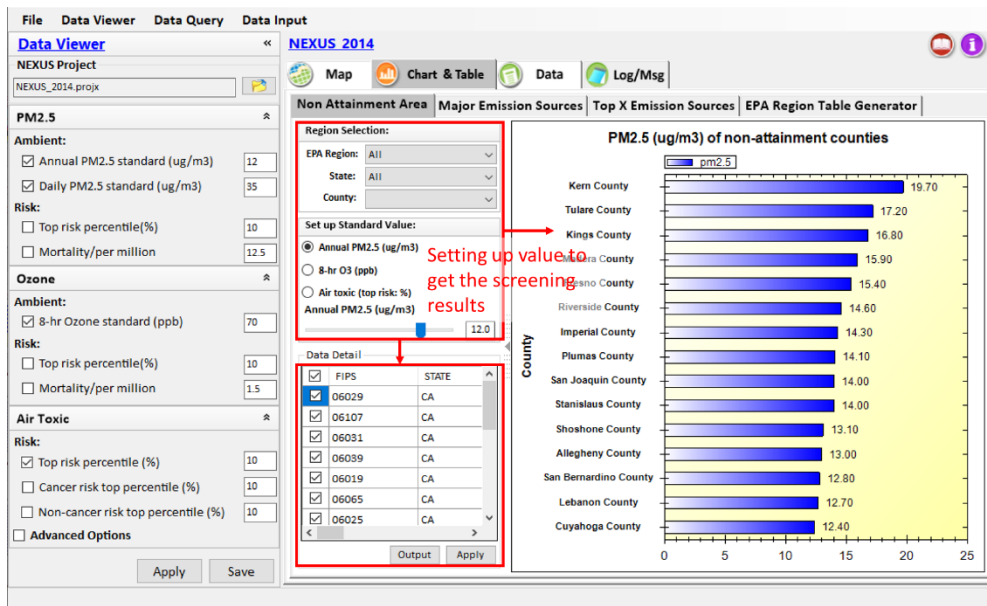 File Data Viewer Data Query Data Input
Data Viewer «
NEXUS Project
NEXUS_2014.projx
PM2.5
Ambient:
Annual PM2.5 standard (ug/m3) 12
Daily PM2.5 standard (ug/m3) 35
Risk:
Top risk percentile(%) 10
Mortality/per million 12.5
Ozone
Ambient:
8-hr Ozone standard (ppb) 70
Risk:
Top risk percentile(%) 10
Mortality/per million 1.5
Air Toxic
Risk:
Top risk percentile (%) 10
Cancer risk top percentile (%) 10
Non-cancer risk top percentile (%) 10
Advanced Options
Apply Save
NEXUS 2014
Map Chart & Table Data Log/Msg
Non Attainment Area Major Emission Sources Top X Emission Sources EPA Region Table Generator
Region Selection:
EPA Region: All
State: All
County:
Set up Standard Value:
Annual PM2.5 (ug/m3)
8-hr O3 (ppb)
Air toxic (top risk: %)
Annual PM2.5 (ug/m3)
12.0
Setting up value to
get the screening
results
Data Detail
FIPS STATE
06029 CA
06107 CA
06031 CA
06039 CA
06019 CA
06065 CA
06025 CA
Output Apply
PM2.5 (ug/m3) of non-attainment counties
pm2.5
County
Kern County 19.70
Tulare County 17.20
Kings County 16.80
County 15.90
County 15.40
Riverside County 14.60
Imperial County 14.30
Plumas County 14.10
San Joaquin County 14.00
Stanislaus County 14.00
Shoshone County 13.10
Allegheny County 13.00
San Bernardino County 12.80
Lebanon County 12.70
Cuyahoga County 12.40
0 5 10 15 20 25